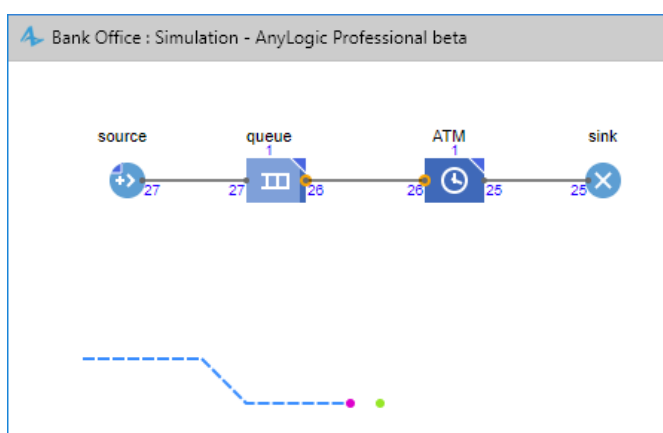 Bank Office : Simulation - AnyLogic Professional beta
source queue ATM sink
1 1
27 27 26 26 25 25